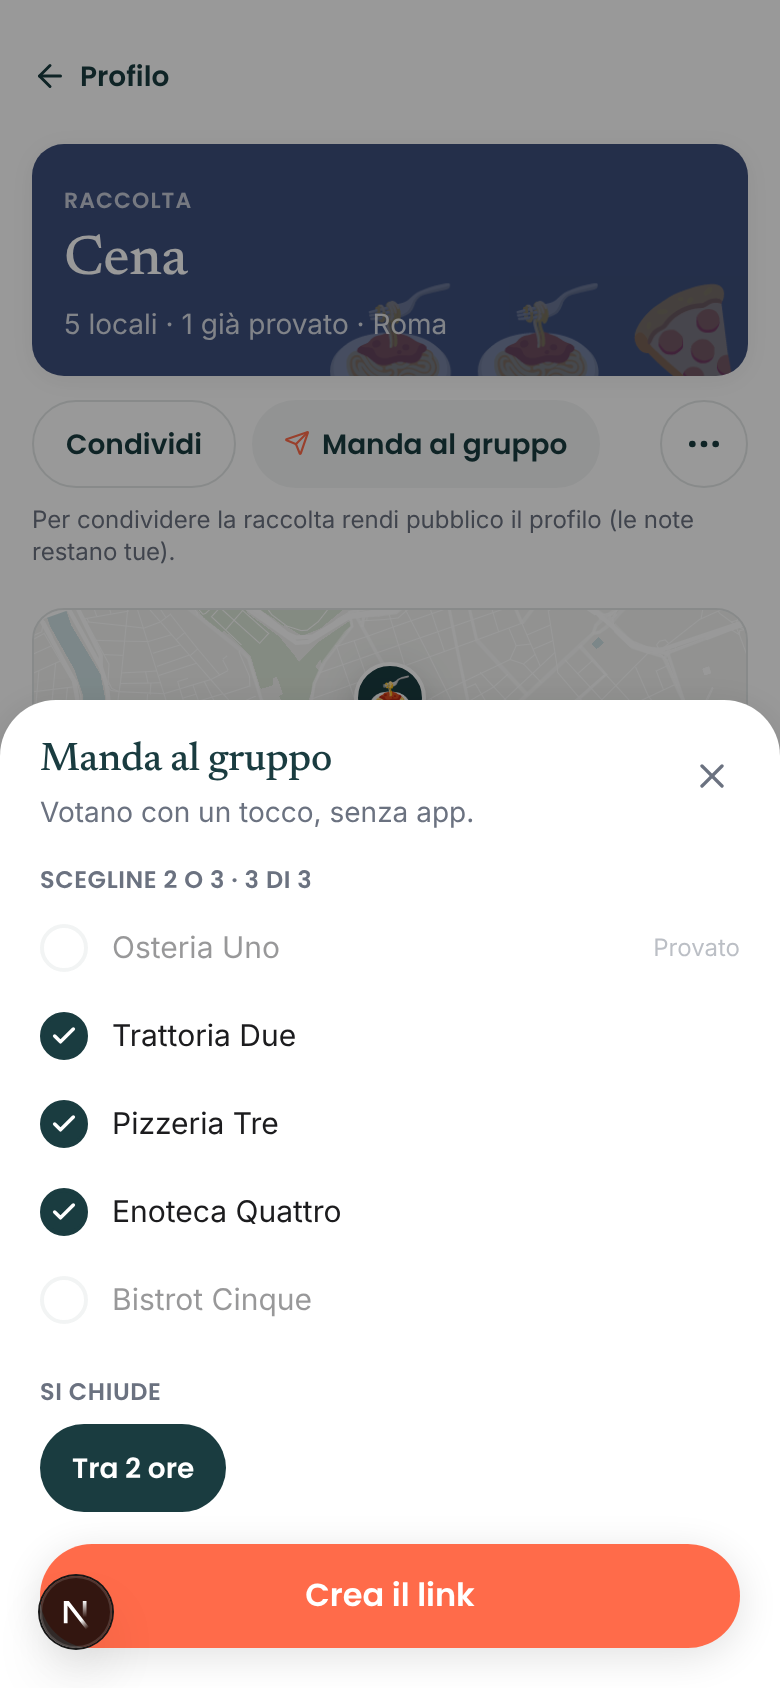 Profilo
RACCOLTA
Cena
5 locali · 1 già provato · Roma
Condividi
Manda al gruppo
Per condividere la raccolta rendi pubblico il profilo (le note
restano tue).
Manda al gruppo
Votano con un tocco, senza app.
SCEGLINE 2 O 3 · 3 DI 3
Osteria Uno
Provato
Trattoria Due
Pizzeria Tre
Enoteca Quattro
Bistrot Cinque
SI CHIUDE
Tra 2 ore
Crea il link
N